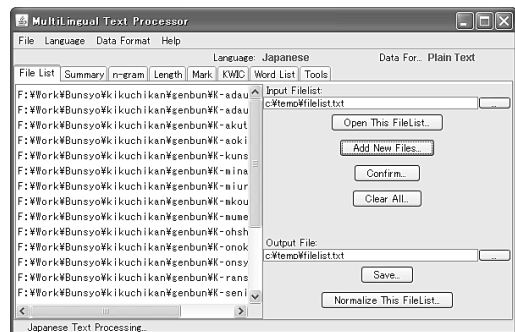 MultiLingual Text Processor
File Language Data Format Help
Language: Japanese Data For... Plain Text
File List Summary n-gram Length Mark KWIC Word List Tools
F:¥Work¥Bunsyo¥kikuchikan¥genbun¥K-adau
F:¥Work¥Bunsyo¥kikuchikan¥genbun¥K-adau
F:¥Work¥Bunsyo¥kikuchikan¥genbun¥K-akut
F:¥Work¥Bunsyo¥kikuchikan¥genbun¥K-aoki
F:¥Work¥Bunsyo¥kikuchikan¥genbun¥K-kuns
F:¥Work¥Bunsyo¥kikuchikan¥genbun¥K-mina
F:¥Work¥Bunsyo¥kikuchikan¥genbun¥K-miur
F:¥Work¥Bunsyo¥kikuchikan¥genbun¥K-mkou
F:¥Work¥Bunsyo¥kikuchikan¥genbun¥K-mume
F:¥Work¥Bunsyo¥kikuchikan¥genbun¥K-ohsh
F:¥Work¥Bunsyo¥kikuchikan¥genbun¥K-onok
F:¥Work¥Bunsyo¥kikuchikan¥genbun¥K-onsy
F:¥Work¥Bunsyo¥kikuchikan¥genbun¥K-rans
F:¥Work¥Bunsyo¥kikuchikan¥genbun¥K-seni
Input Filelist:
c:¥temp¥filelist.txt ...
Open This FileList...
Add New Files...
Confirm...
Clear All...
Output File:
c:¥temp¥filelist.txt ...
Save...
Normalize This FileList...
Japanese Text Processing...